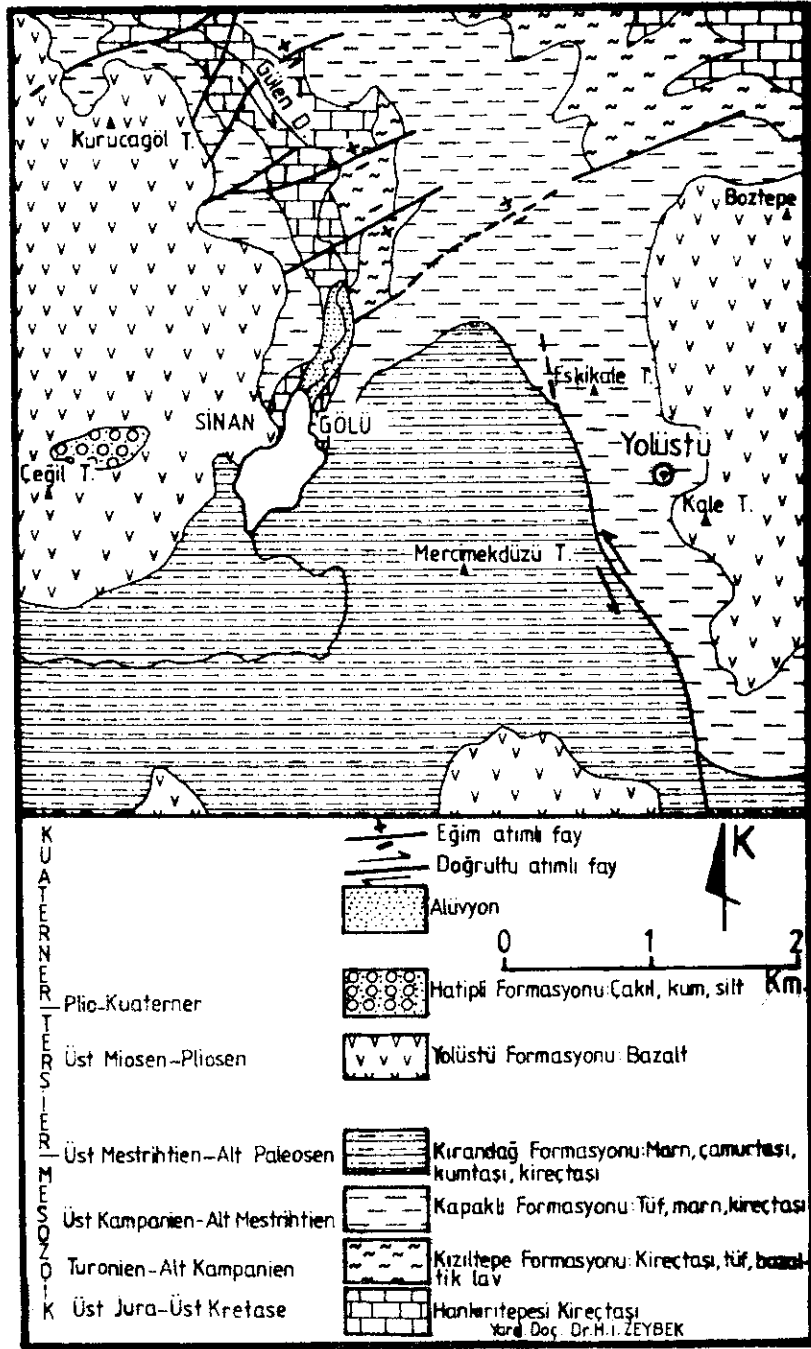 Gülen D.
Kurucagöl T.
Boztepe
Eskikale T.
SİNAN GÖLÜ
Yolüstü
Çeğil T.
Kale T.
Mercimekdüzü T.
KUATERNER
TERSİER
MESOZOİK
Eğim atımlı fay
Doğrultu atımlı fay
K
Alüvyon
0 1 2
Km.
Plio-Kuaterner
Hatipli Formasyonu: Çakıl, kum, silt
Üst Miosen-Pliosen
Yolüstü Formasyonu: Bazalt
Üst Mestrihtien-Alt Paleosen
Kırandağ Formasyonu: Marn, çamurtaşı,
kumtaşı, kireçtaşı
Üst Kampanien-Alt Mestrihtien
Kapaklı Formasyonu: Tüf, marn, kireçtaşı
Turonien-Alt Kampanien
Kızıltepe Formasyonu: Kireçtaşı, tüf, bazal-
tik lav
Üst Jura-Üst Kretase
Kireçtaşı
Yard. Doç. Dr. H. İ. ZEYBEK